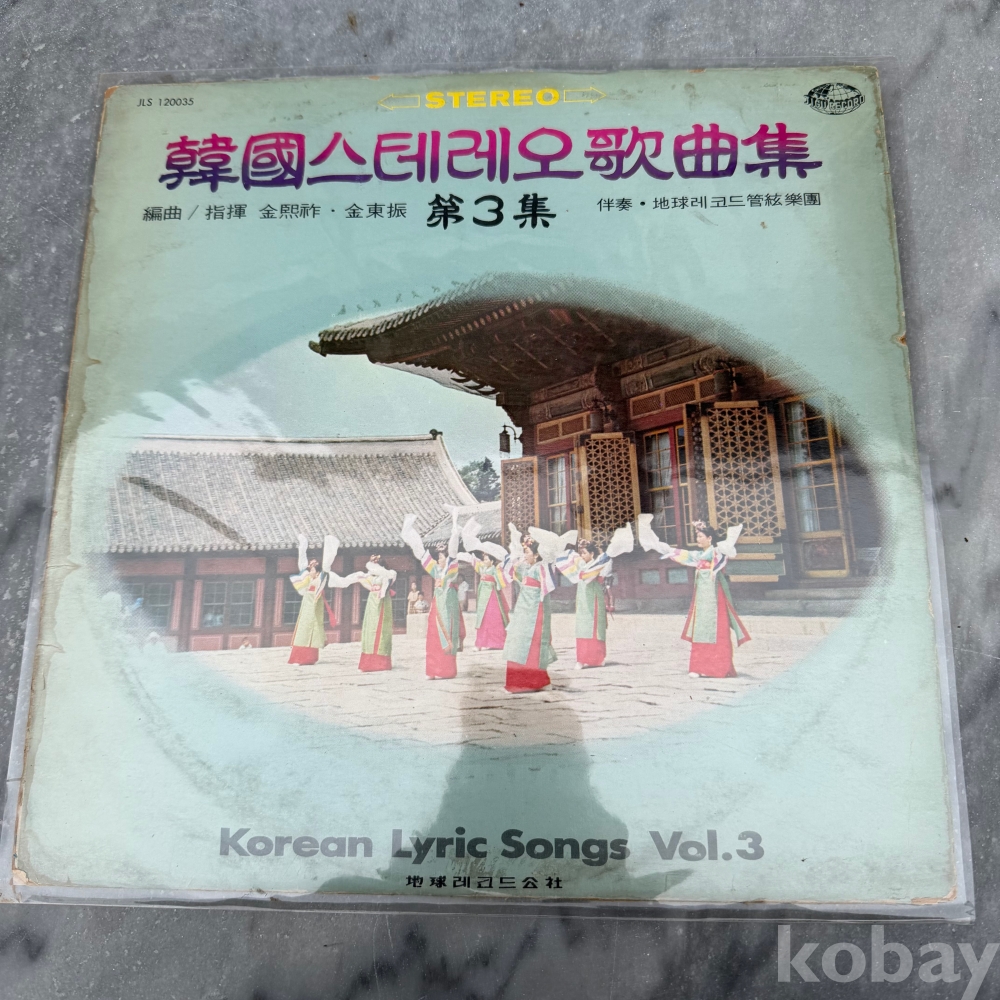 JLS 120035
STEREO
JIGU RECORD
韓國스테레오歌曲集
編曲/指揮 金熙祚・金東振
第3集
伴奏・地球레코드管絃樂團
Korean Lyric Songs Vol.3
地球레코드公社
kobay